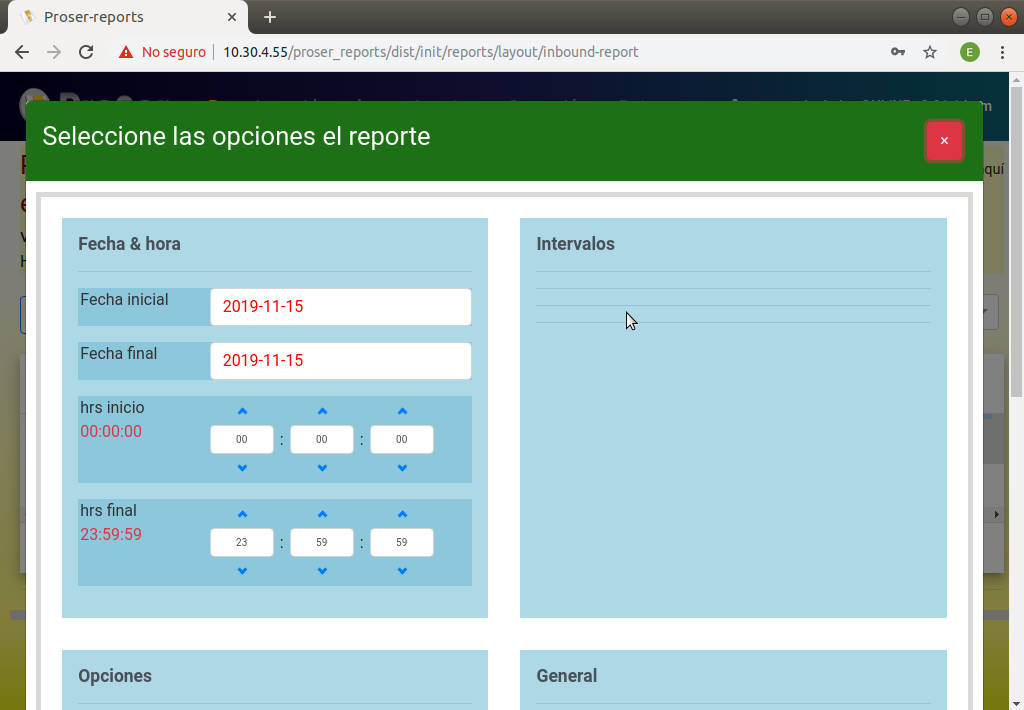 Proser-reports
No seguro
10.30.4.55/proser_reports/dist/init/reports/layout/inbound-report
E
Seleccione las opciones el reporte
×
quí
Fecha & hora
Intervalos
Fecha inicial
2019-11-15
Fecha final
2019-11-15
hrs inicio
00:00:00
00 : 00 : 00
hrs final
23:59:59
23 : 59 : 59
Opciones
General